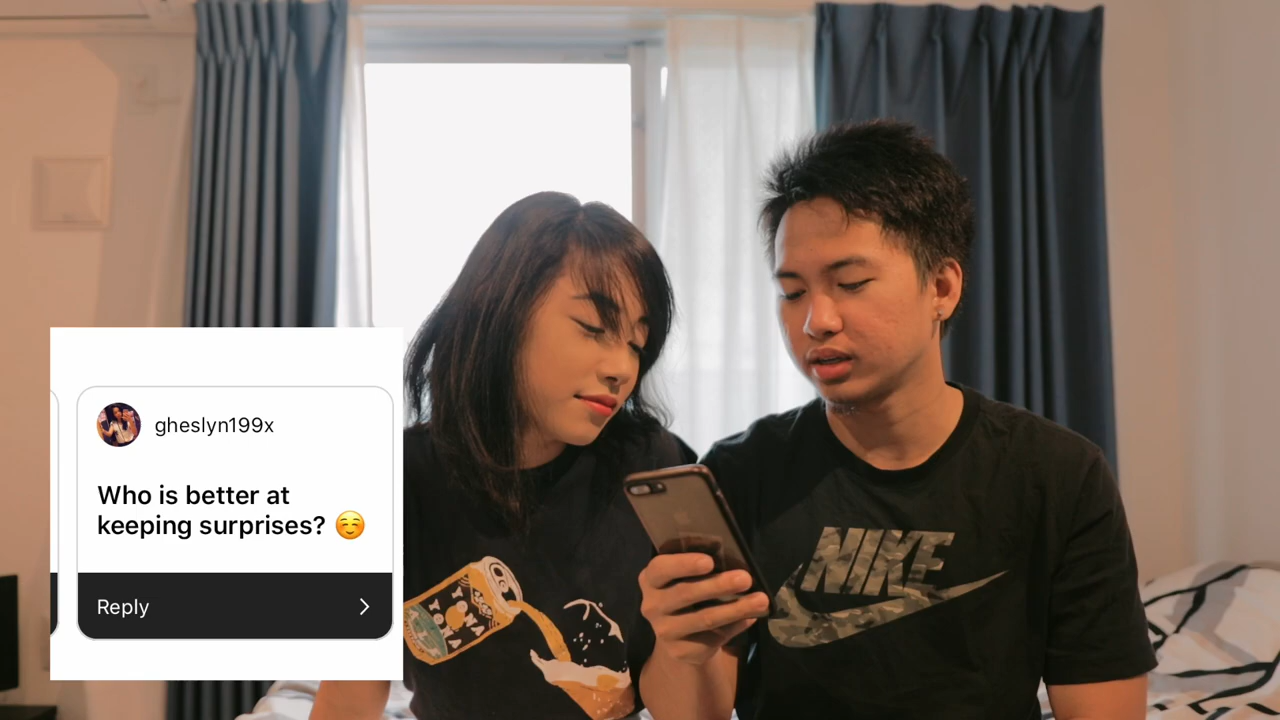 gheslyn199x
Who is better at
keeping surprises? ☺️
Reply
NIKE